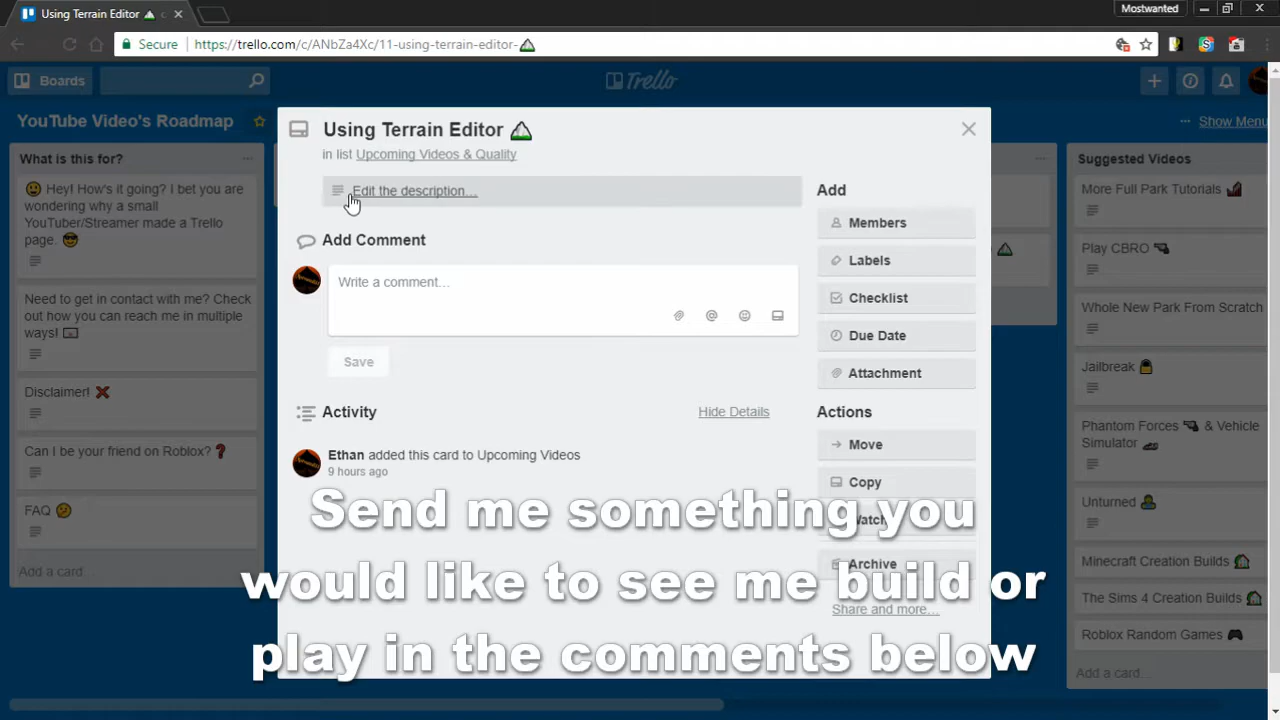 Using Terrain Editor
Mostwanted
Secure
https://trello.com/c/ANbZa4Xc/11-using-terrain-editor-
Boards
Trello
YouTube Video's Roadmap
Show Menu
What is this for?
Hey! How's it going? I bet you are
wondering why a small
YouTuber/Streamer made a Trello
page.
Need to get in contact with me? Check
out how you can reach me in multiple
ways!
Disclaimer!
Can I be your friend on Roblox?
FAQ
Add a card...
Using Terrain Editor
in list Upcoming Videos & Quality
Edit the description...
Add Comment
Write a comment...
Save
Activity
Hide Details
Ethan added this card to Upcoming Videos
9 hours ago
Add
Members
Labels
Checklist
Due Date
Attachment
Actions
Move
Copy
Watch
Archive
Share and more...
Suggested Videos
More Full Park Tutorials
Play CBRO
Whole New Park From Scratch
Jailbreak
Phantom Forces & Vehicle
Simulator
Unturned
Minecraft Creation Builds
The Sims 4 Creation Builds
Roblox Random Games
Add a card...
Send me something you
would like to see me build or
play in the comments below